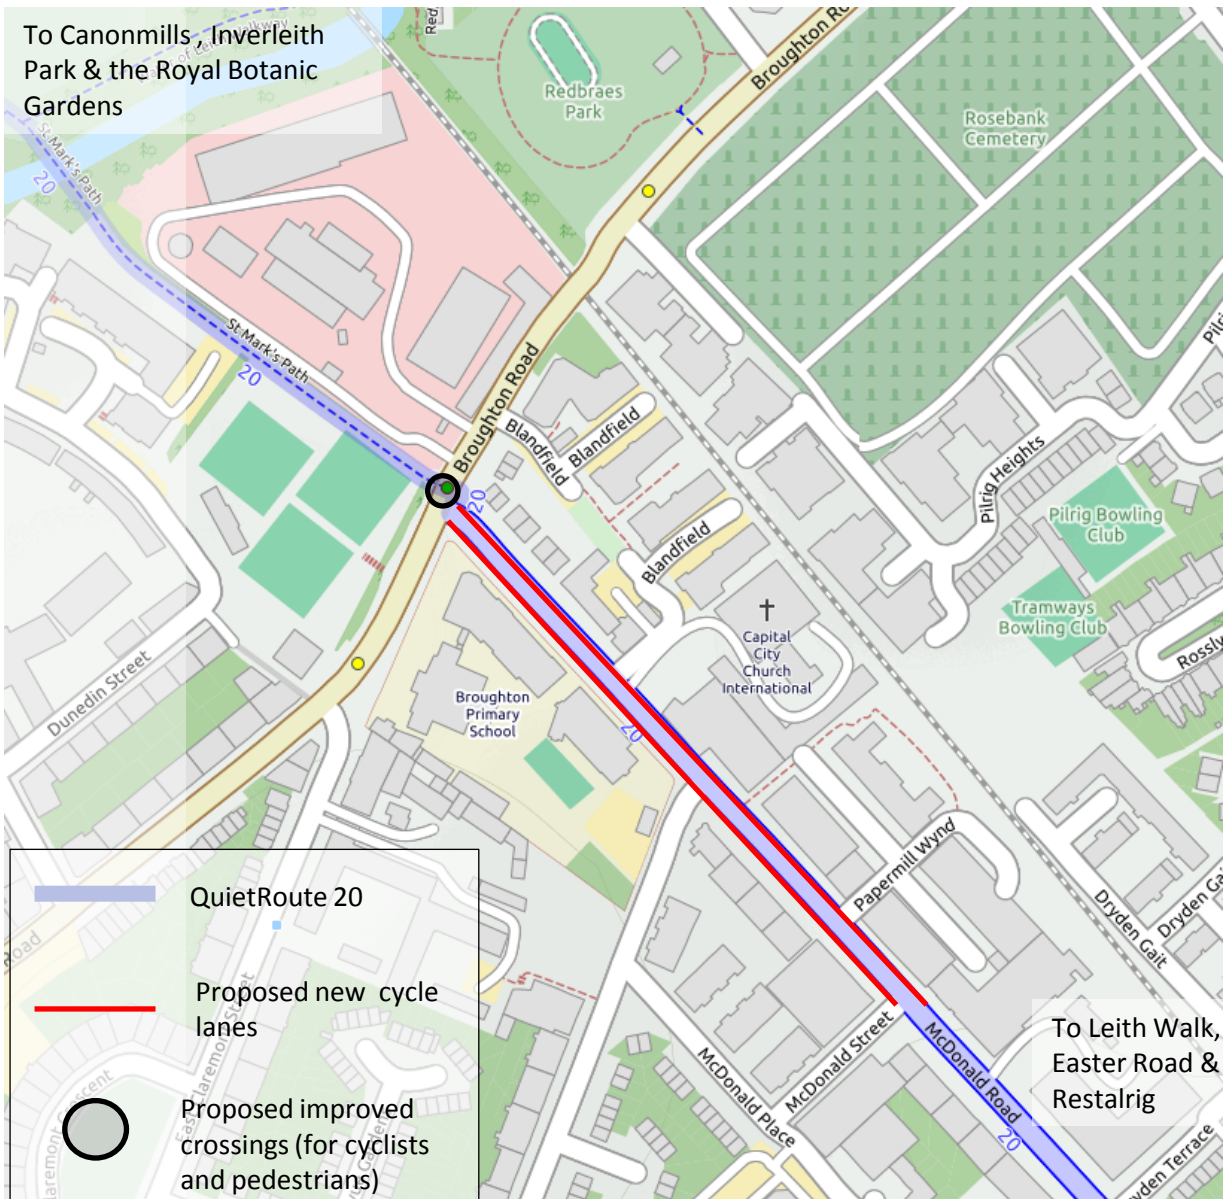 To Canonmills , Inverleith
Park & the Royal Botanic
Gardens
Broughton
Redbraes
Park
Rosebank
Cemetery
St Mark's Path
20
St Mark's Path
20
Broughton Road
Blandfield
Blandfield
Blandfield
20
Pilrig Heights
Pilrig Bowling
Club
Tramways
Bowling Club
Capital
City
Church
International
Dunedin Street
Broughton
Primary
School
20
Papermill Wynd
Dryden Gait
McDonald Street
McDonald Road
McDonald Place
20
QuietRoute 20
Proposed new cycle
lanes
Proposed improved
crossings (for cyclists
and pedestrians)
To Leith Walk,
Easter Road &
Restalrig
Road
East Claremont Street